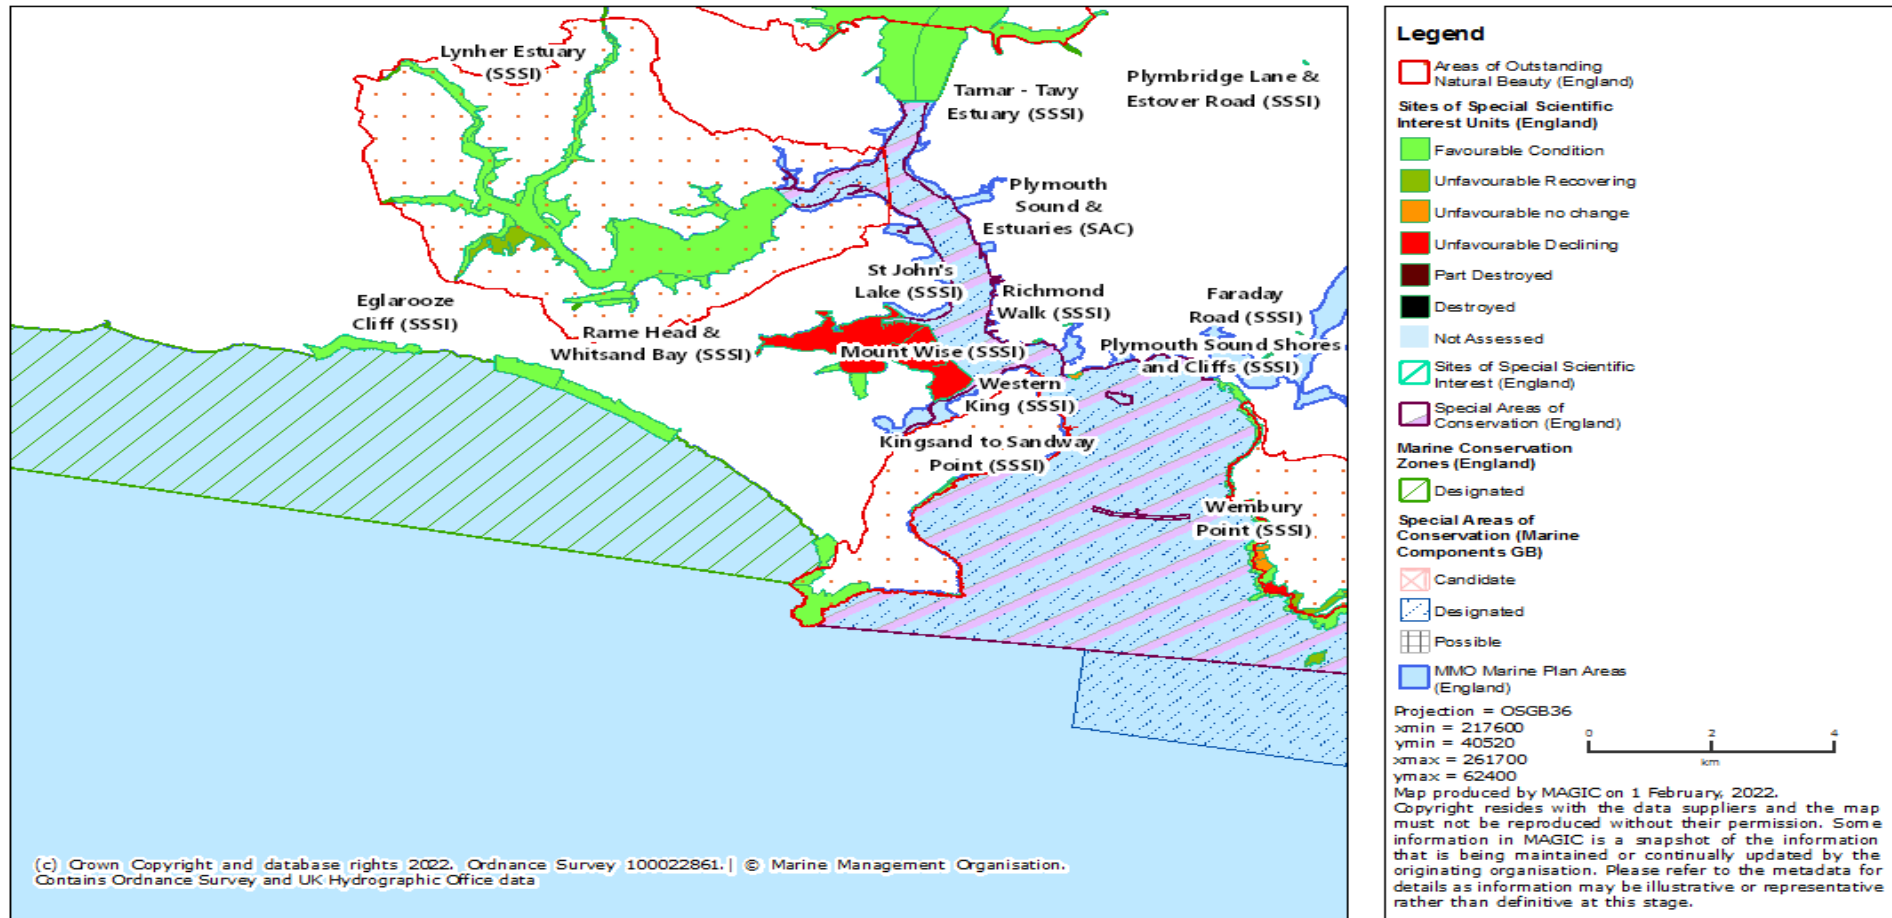 Lynher Estuary
(SSSI)
Tamar - Tavy
Estuary (SSSI)
Plymbridge Lane &
Estover Road (SSSI)
Plymouth
Sound &
Estuaries (SAC)
St John's
Lake (SSSI)
Richmond
Walk (SSSI)
Faraday
Road (SSSI)
Eglarooze
Cliff (SSSI)
Rame Head &
Whitsand Bay (SSSI)
Mount Wise (SSSI)
Plymouth Sound Shores
and Cliffs (SSSI)
Western
King (SSSI)
Kingsand to Sandway
Point (SSSI)
Wembury
Point (SSSI)
(c) Crown Copyright and database rights 2022. Ordnance Survey 100022861.| © Marine Management Organisation.
Contains Ordnance Survey and UK Hydrographic Office data
Legend
Areas of Outstanding
Natural Beauty (England)
Sites of Special Scientific
Interest Units (England)
Favourable Condition
Unfavourable Recovering
Unfavourable no change
Unfavourable Declining
Part Destroyed
Destroyed
Not Assessed
Sites of Special Scientific
Interest (England)
Special Areas of
Conservation (England)
Marine Conservation
Zones (England)
Designated
Special Areas of
Conservation (Marine
Components GB)
Candidate
Designated
Possible
MMO Marine Plan Areas
(England)
Projection = OSGB36
xmin = 217600
ymin = 40520
xmax = 261700
ymax = 62400
0 2 4
km
Map produced by MAGIC on 1 February, 2022.
Copyright resides with the data suppliers and the map
must not be reproduced without their permission. Some
information in MAGIC is a snapshot of the information
that is being maintained or continually updated by the
originating organisation. Please refer to the metadata for
details as information may be illustrative or representative
rather than definitive at this stage.